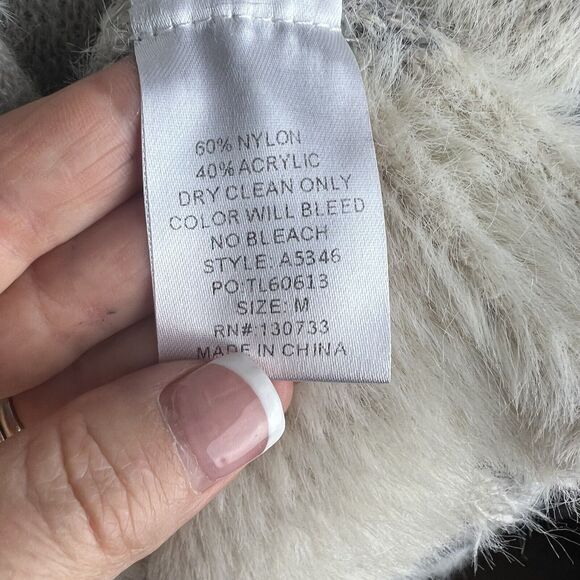 60% NYLON
40% ACRYLIC
DRY CLEAN ONLY
COLOR WILL BLEED
NO BLEACH
STYLE: A5346
PO:TL60613
SIZE: M
RN#:130733
MADE IN CHINA